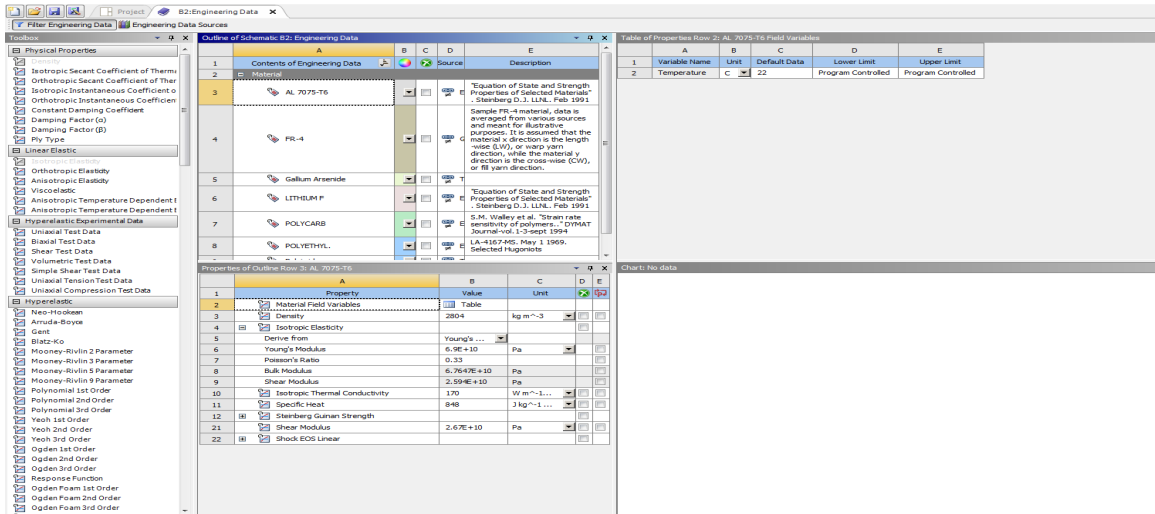 Project
B2:Engineering Data
Filter Engineering Data
Engineering Data Sources
Toolbox
Physical Properties
Density
Isotropic Secant Coefficient of Therma
Orthotropic Secant Coefficient of Ther
Isotropic Instantaneous Coefficient o
Orthotropic Instantaneous Coefficien
Constant Damping Coefficient
Damping Factor (α)
Damping Factor (β)
Ply Type
Linear Elastic
Isotropic Elasticity
Orthotropic Elasticity
Anisotropic Elasticity
Viscoelastic
Anisotropic Temperature Dependent E
Anisotropic Temperature Dependent E
Hyperelastic Experimental Data
Uniaxial Test Data
Biaxial Test Data
Shear Test Data
Volumetric Test Data
Simple Shear Test Data
Uniaxial Tension Test Data
Uniaxial Compression Test Data
Hyperelastic
Neo-Hookean
Arruda-Boyce
Gent
Blatz-Ko
Mooney-Rivlin 2 Parameter
Mooney-Rivlin 3 Parameter
Mooney-Rivlin 5 Parameter
Mooney-Rivlin 9 Parameter
Polynomial 1st Order
Polynomial 2nd Order
Polynomial 3rd Order
Yeoh 1st Order
Yeoh 2nd Order
Yeoh 3rd Order
Ogden 1st Order
Ogden 2nd Order
Ogden 3rd Order
Response Function
Ogden Foam 1st Order
Ogden Foam 2nd Order
Ogden Foam 3rd Order
Outline of Schematic B2: Engineering Data
A B C D E
1 Contents of Engineering Data Source Description
2 Material
3 AL 7075-T6 E "Equation of State and Strength
Properties of Selected Materials"
. Steinberg D.J. LLNL. Feb 1991
4 FR-4 G Sample FR-4 material, data is
averaged from various sources
and meant for illustrative
purposes. It is assumed that the
material x direction is the length
-wise (LW), or warp yarn
direction, while the material y
direction is the cross-wise (CW),
or fill yarn direction.
5 Gallium Arsenide T
6 LITHIUM F E "Equation of State and Strength
Properties of Selected Materials"
. Steinberg D.J. LLNL. Feb 1991
7 POLYCARB E S.M. Walley et al. "Strain rate
sensitivity of polymers.." DYMAT
Journal-vol.1-3-sept 1994
8 POLYETHYL. E LA-4167-MS. May 1 1969.
Selected Hugoniots
Properties of Outline Row 3: AL 7075-T6
A B C D E
1 Property Value Unit
2 Material Field Variables Table
3 Density 2804 kg m^-3
4 Isotropic Elasticity
5 Derive from Young's ...
6 Young's Modulus 6.9E+10 Pa
7 Poisson's Ratio 0.33
8 Bulk Modulus 6.7647E+10 Pa
9 Shear Modulus 2.594E+10 Pa
10 Isotropic Thermal Conductivity 170 W m^-1...
11 Specific Heat 848 J kg^-1 ...
12 Steinberg Guinan Strength
21 Shear Modulus 2.67E+10 Pa
22 Shock EOS Linear
Table of Properties Row 2: AL 7075-T6 Field Variables
A B C D E
1 Variable Name Unit Default Data Lower Limit Upper Limit
2 Temperature C 22 Program Controlled Program Controlled
Chart: No data